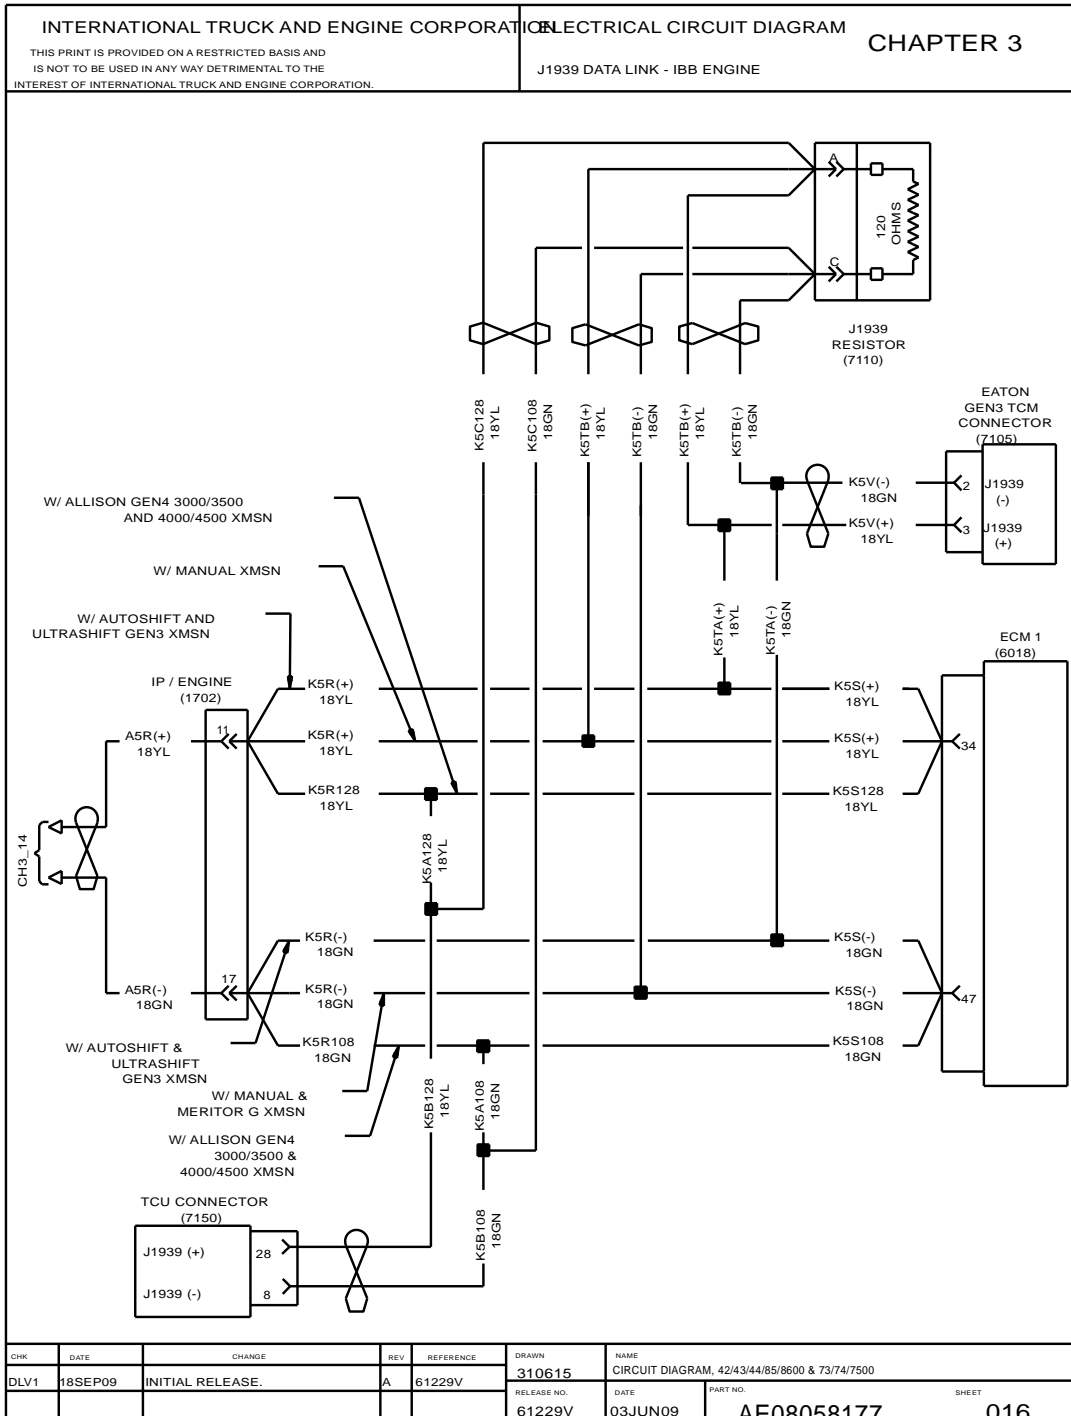 INTERNATIONAL TRUCK AND ENGINE CORPORATION
THIS PRINT IS PROVIDED ON A RESTRICTED BASIS AND
IS NOT TO BE USED IN ANY WAY DETRIMENTAL TO THE
INTEREST OF INTERNATIONAL TRUCK AND ENGINE CORPORATION.
ELECTRICAL CIRCUIT DIAGRAM
J1939 DATA LINK - IBB ENGINE
CHAPTER 3
A
C
120
OHMS
J1939
RESISTOR
(7110)
K5C128
18YL
K5C108
18GN
K5TB(+)
18YL
K5TB(-)
18GN
K5TB(+)
18YL
K5TB(-)
18GN
EATON
GEN3 TCM
CONNECTOR
(7105)
K5V(-)
18GN
2
J1939
(-)
K5V(+)
18YL
3
J1939
(+)
W/ ALLISON GEN4 3000/3500
AND 4000/4500 XMSN
W/ MANUAL XMSN
W/ AUTOSHIFT AND
ULTRASHIFT GEN3 XMSN
K5TA(+)
18YL
K5TA(-)
18GN
ECM 1
(6018)
IP / ENGINE
(1702)
K5R(+)
18YL
K5S(+)
18YL
A5R(+)
18YL
11
K5R(+)
18YL
K5S(+)
18YL
34
K5R128
18YL
K5S128
18YL
CH3_14
K5A128
18YL
K5R(-)
18GN
K5S(-)
18GN
A5R(-)
18GN
17
K5R(-)
18GN
K5S(-)
18GN
47
K5R108
18GN
K5S108
18GN
W/ AUTOSHIFT &
ULTRASHIFT
GEN3 XMSN
W/ MANUAL &
MERITOR G XMSN
W/ ALLISON GEN4
3000/3500 &
4000/4500 XMSN
K5B128
18YL
K5A108
18GN
K5B108
18GN
TCU CONNECTOR
(7150)
J1939 (+)
28
J1939 (-)
8
CHK DATE CHANGE REV REFERENCE
DLV1 18SEP09 INITIAL RELEASE. A 61229V
DRAWN
310615
NAME
CIRCUIT DIAGRAM, 42/43/44/85/8600 & 73/74/7500
RELEASE NO.
61229V
DATE
03JUN09
PART NO.
AE08058177
SHEET
016